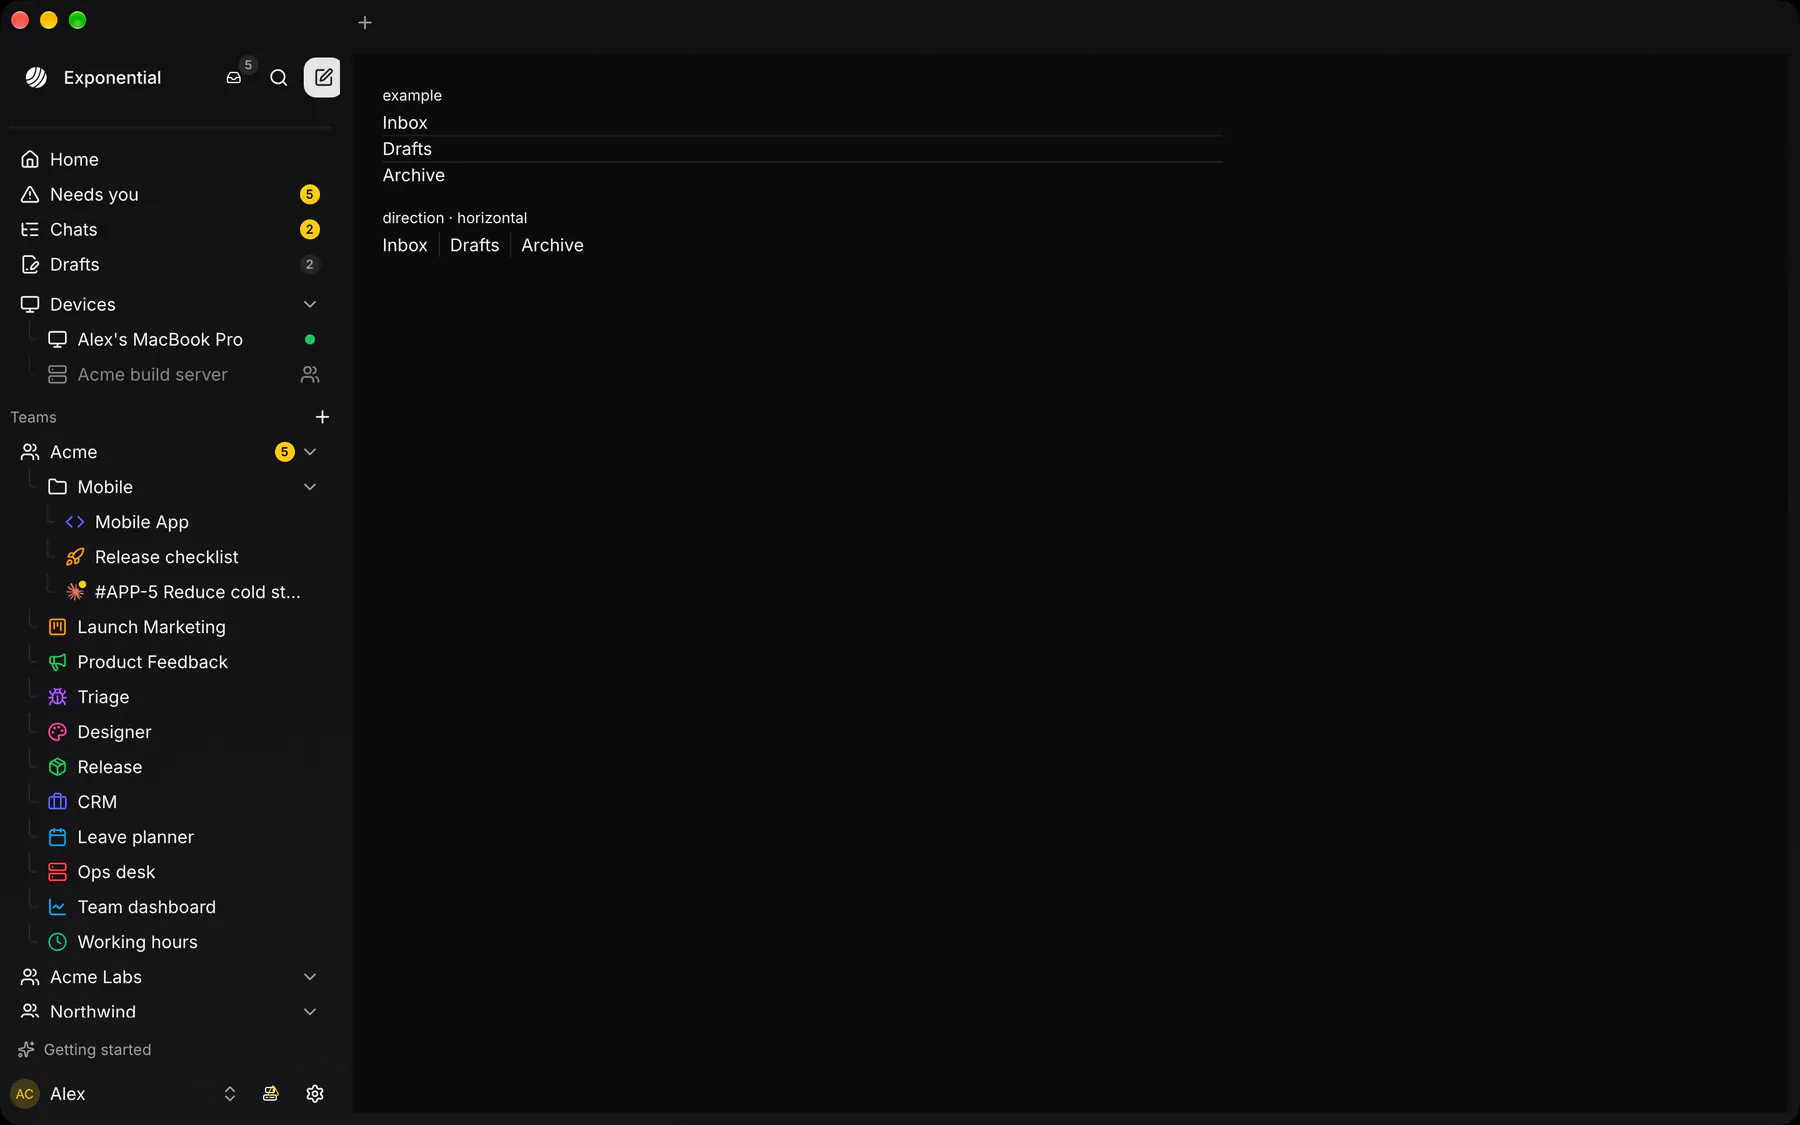 Exponential
5
Home
Needs you 5
Chats 2
Drafts 2
Devices
Alex's MacBook Pro
Acme build server
Teams
Acme 5
Mobile
Mobile App
Release checklist
#APP-5 Reduce cold st...
Launch Marketing
Product Feedback
Triage
Designer
Release
CRM
Leave planner
Ops desk
Team dashboard
Working hours
Acme Labs
Northwind
Getting started
AC Alex
example
Inbox
Drafts
Archive
direction · horizontal
Inbox Drafts Archive